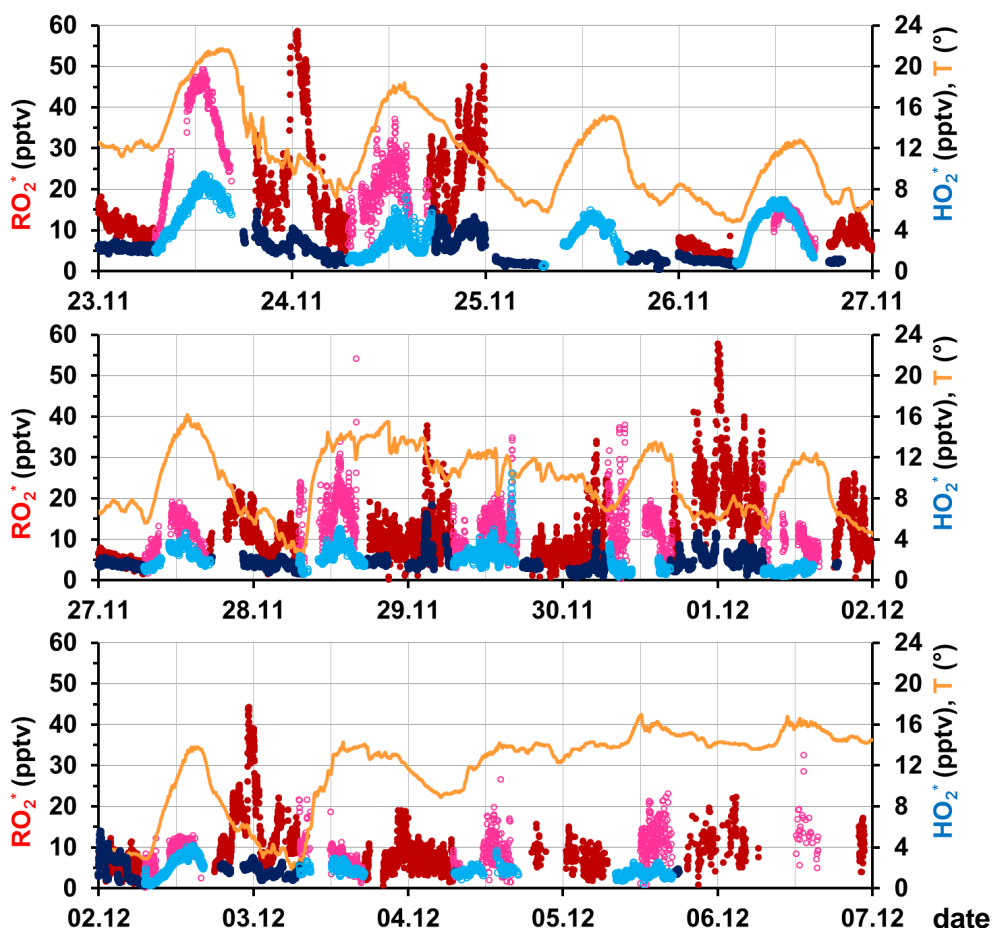 60 24
50 20
40 16
30 12
20 8
10 4
0 0
RO₂* (pptv)
HO₂* (pptv), T (°)
23.11 24.11 25.11 26.11 27.11
60 24
50 20
40 16
30 12
20 8
10 4
0 0
RO₂* (pptv)
HO₂* (pptv), T (°)
27.11 28.11 29.11 30.11 01.12 02.12
60 24
50 20
40 16
30 12
20 8
10 4
0 0
RO₂* (pptv)
HO₂* (pptv), T (°)
02.12 03.12 04.12 05.12 06.12 07.12 date